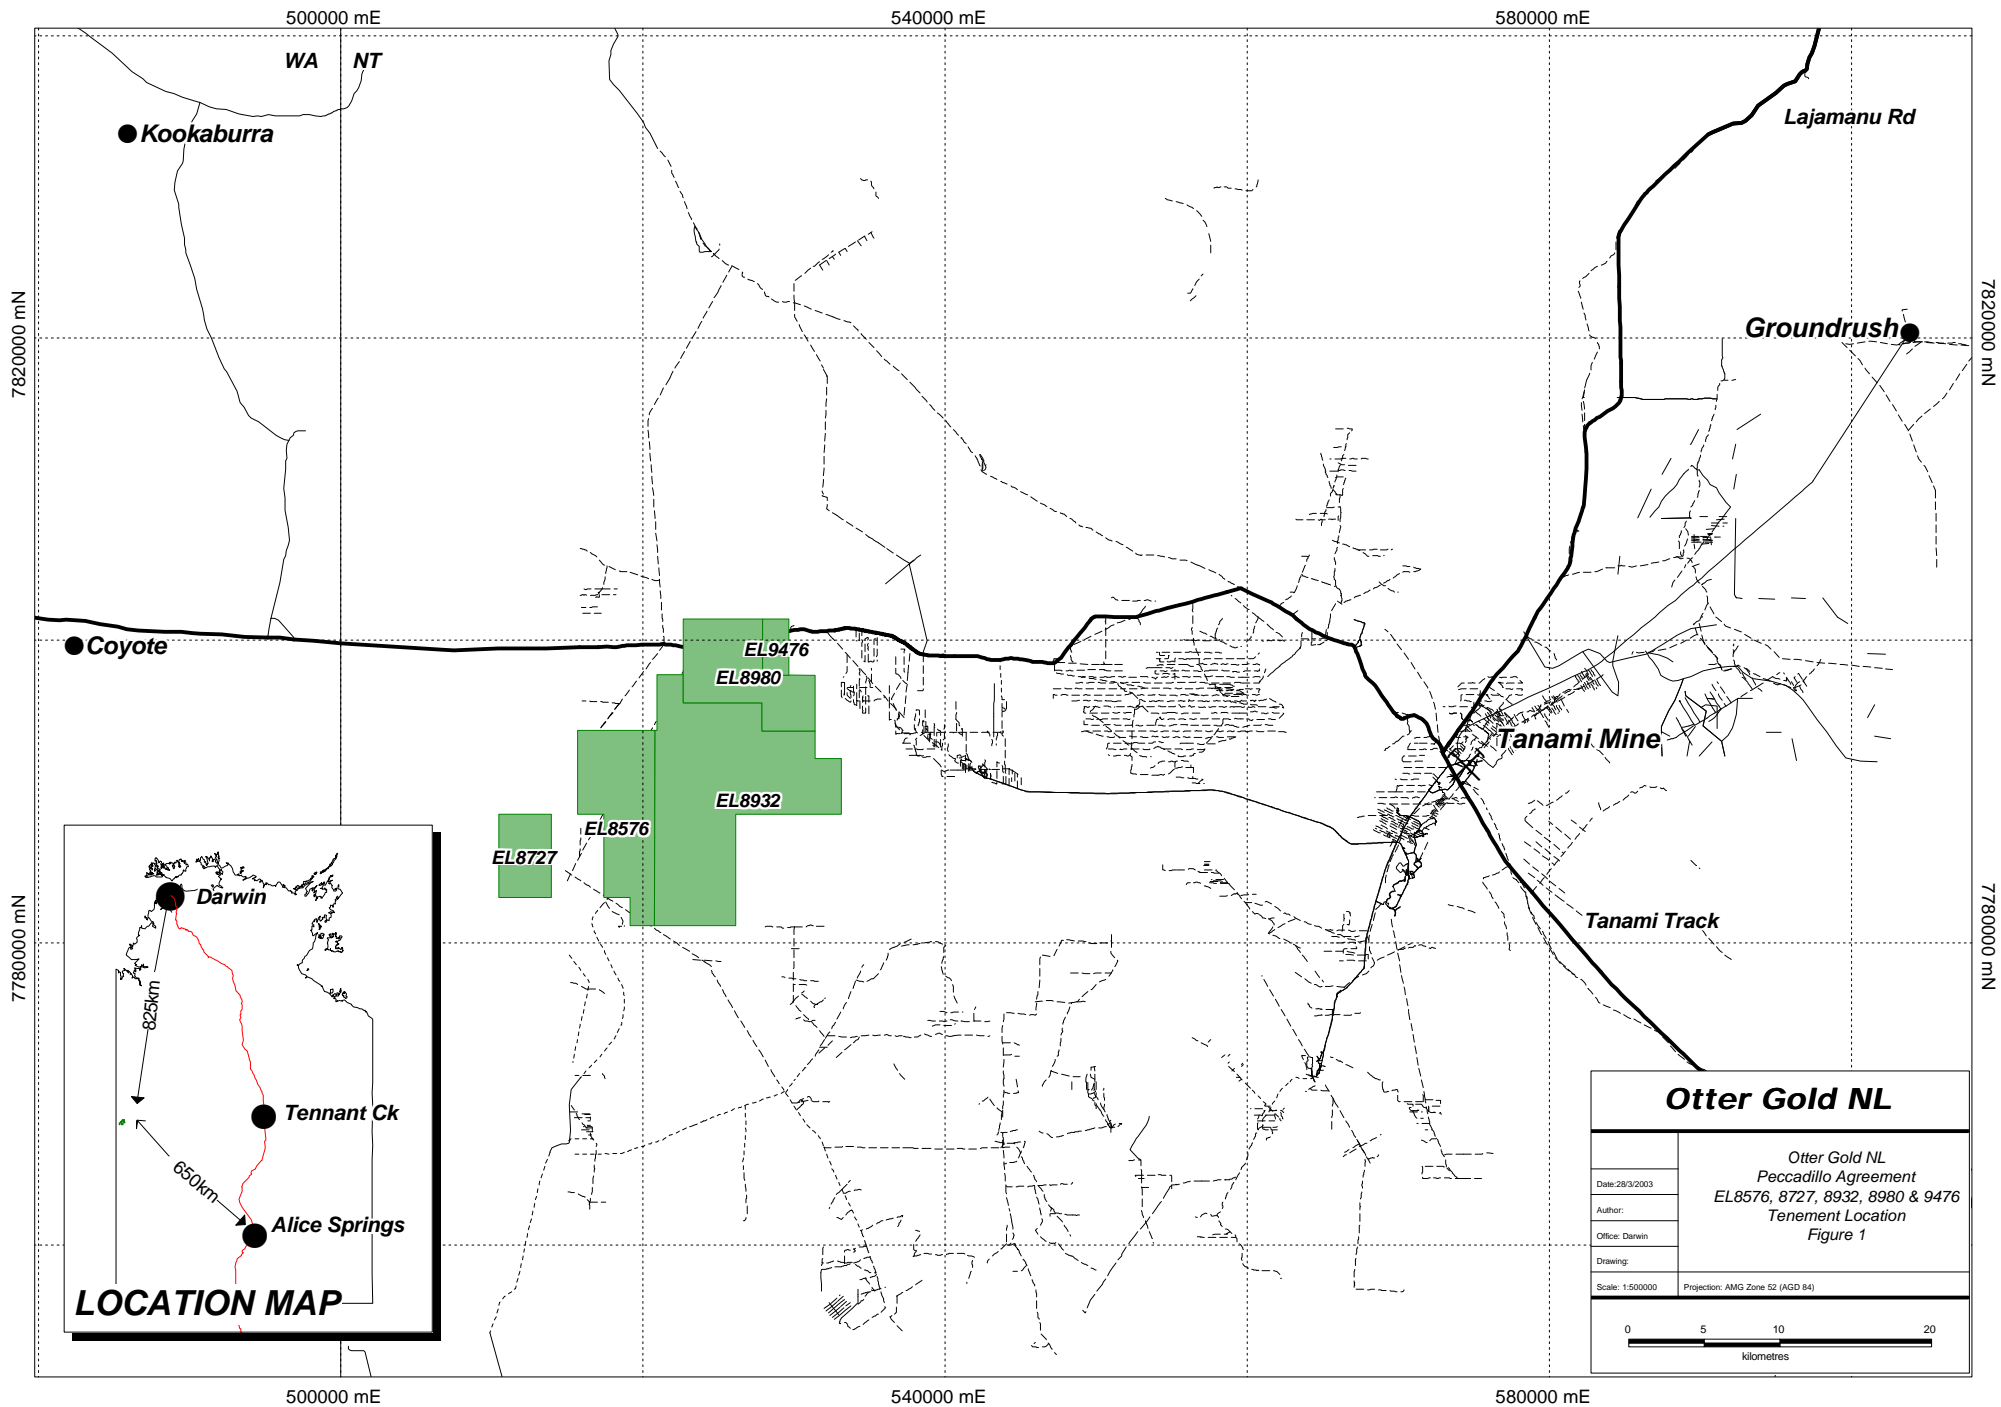 500000 mE
540000 mE
580000 mE
WA
NT
Lajamanu Rd
Kookaburra
7820000 mN
7820000 mN
Groundrush
EL9476
Coyote
EL8980
Tanami Mine
EL8932
EL8576
EL8727
Darwin
Tanami Track
7780000 mN
7780000 mN
825km
Tennant Ck
650km
Alice Springs
LOCATION MAP
Otter Gold NL
Otter Gold NL
Peccadillo Agreement
EL8576, 8727, 8932, 8980 & 9476
Tenement Location
Figure 1
Date:28/3/2003
Author:
Office: Darwin
Drawing:
Scale: 1:500000
Projection: AMG Zone 52 (AGD 84)
0 5 10 20
kilometres
500000 mE
540000 mE
580000 mE